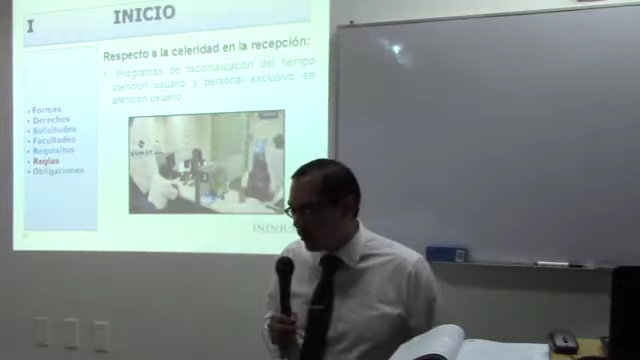 I INICIO
Respecto a la celeridad en la recepción:
1. Programas de racionalización del tiempo
atención usuario y personal exclusivo en
atención usuario.
• Formas
• Derechos
• Solicitudes
• Facultades
• Requisitos
• Reglas
• Obligaciones
SUNAT